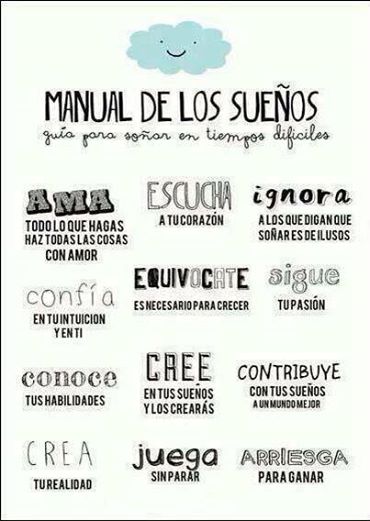 MANUAL DE LOS SUEÑOS
guía para soñar en tiempos difíciles
AMA
TODO LO QUE HAGAS
HAZ TODAS LAS COSAS
CON AMOR
ESCUCHA
A TU CORAZÓN
ignora
A LOS QUE DIGAN QUE
SOÑAR ES DE ILUSOS
confía
EN TU INTUICION
Y EN TI
EQUIVOCATE
ES NECESARIO PARA CRECER
sigue
TU PASIÓN
conoce
TUS HABILIDADES
CREE
EN TUS SUEÑOS
Y LOS CREARÁS
CONTRIBUYE
CON TUS SUEÑOS
A UN MUNDO MEJOR
CREA
TU REALIDAD
juega
SIN PARAR
ARRIESGA
PARA GANAR